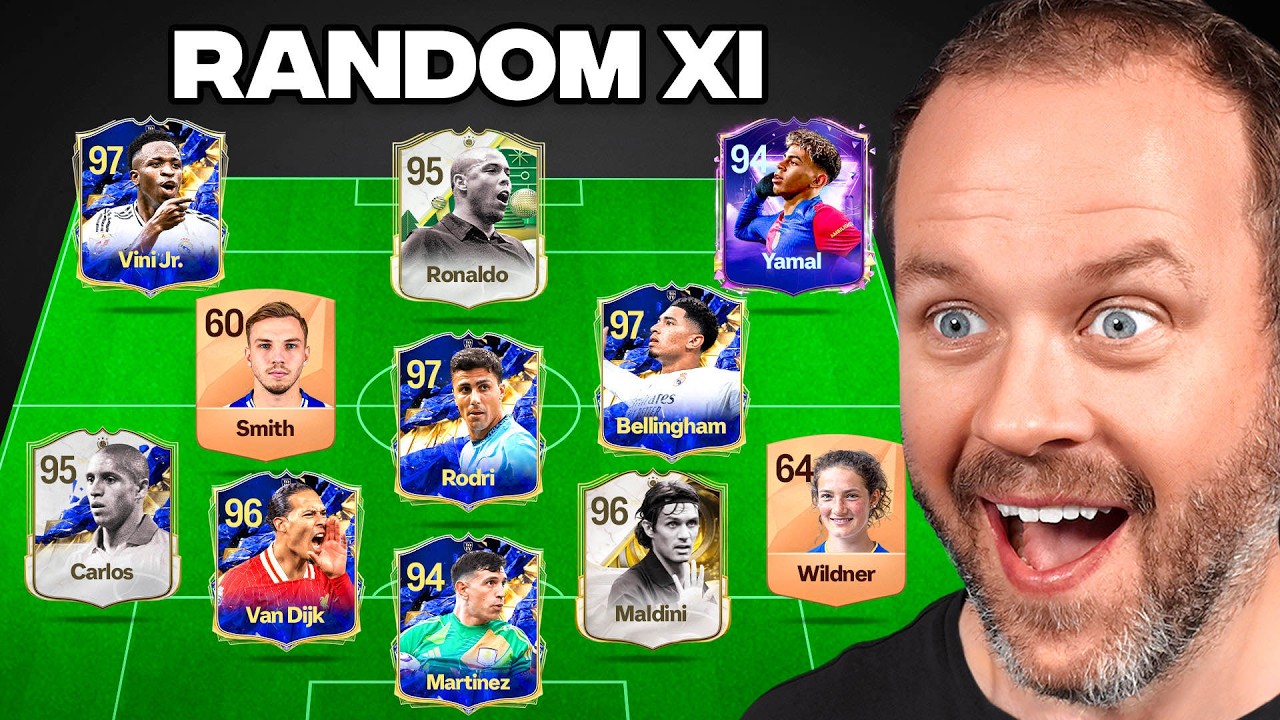 RANDOM XI
97
Vini Jr.
95
Ronaldo
94
Yamal
60
Smith
97
Rodri
97
Bellingham
95
Carlos
96
Van Dijk
96
Maldini
64
Wildner
94
Martinez